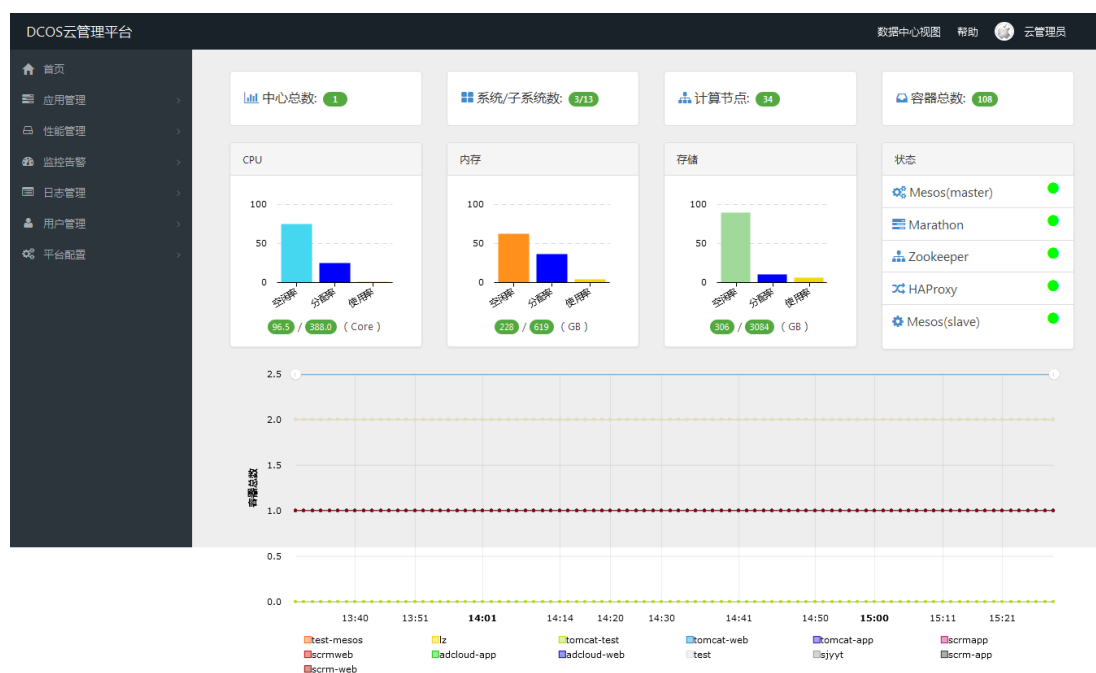 DCOS云管理平台
数据中心视图 帮助 云管理员
首页
应用管理
性能管理
监控告警
日志管理
用户管理
平台配置
中心总数: 1
系统/子系统数: 3/13
计算节点: 34
容器总数: 108
CPU
100
50
0
空闲率 分配率 使用率
96.5 / 388.0 ( Core )
内存
100
50
0
空闲率 分配率 使用率
228 / 619 ( GB )
存储
100
50
0
空闲率 分配率 使用率
306 / 3084 ( GB )
状态
Mesos(master)
Marathon
Zookeeper
HAProxy
Mesos(slave)
容器总数
2.5
2.0
1.5
1.0
0.5
0.0
13:40 13:51 14:01 14:14 14:20 14:30 14:41 14:50 15:00 15:11 15:21
test-mesos lz tomcat-test tomcat-web tomcat-app scrmapp
scrmweb adcloud-app adcloud-web test sjyyt scrm-app
scrm-web